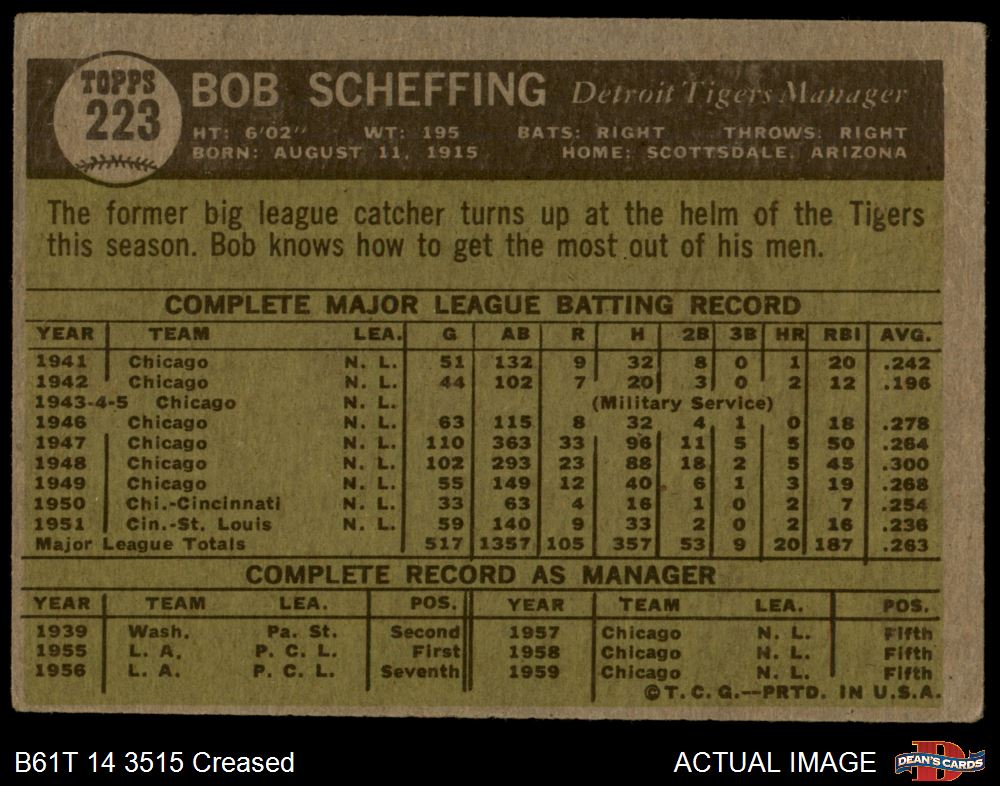 TOPPS
223
BOB SCHEFFING Detroit Tigers Manager
HT: 6'02" WT: 195 BATS: RIGHT THROWS: RIGHT
BORN: AUGUST 11, 1915 HOME: SCOTTSDALE, ARIZONA
The former big league catcher turns up at the helm of the Tigers
this season. Bob knows how to get the most out of his men.
COMPLETE MAJOR LEAGUE BATTING RECORD
YEAR TEAM LEA. G AB R H 2B 3B HR RBI AVG.
1941 Chicago N. L. 51 132 9 32 8 0 1 20 .242
1942 Chicago N. L. 44 102 7 20 3 0 2 12 .196
1943-4-5 Chicago N. L. (Military Service)
1946 Chicago N. L. 63 115 8 32 4 1 0 18 .278
1947 Chicago N. L. 110 363 33 96 11 5 5 50 .264
1948 Chicago N. L. 102 293 23 88 18 2 5 45 .300
1949 Chicago N. L. 55 149 12 40 6 1 3 19 .268
1950 Chi.-Cincinnati N. L. 33 63 4 16 1 0 2 7 .254
1951 Cin.-St. Louis N. L. 59 140 9 33 2 0 2 16 .236
Major League Totals 517 1357 105 357 53 9 20 187 .263
COMPLETE RECORD AS MANAGER
YEAR TEAM LEA. POS. YEAR TEAM LEA. POS.
1939 Wash. Pa. St. Second 1957 Chicago N. L. Fifth
1955 L. A. P. C. L. First 1958 Chicago N. L. Fifth
1956 L. A. P. C. L. Seventh 1959 Chicago N. L. Fifth
©T. C. G.--PRTD. IN U.S.A.
B61T 14 3515 Creased ACTUAL IMAGE DEAN'S CARDS